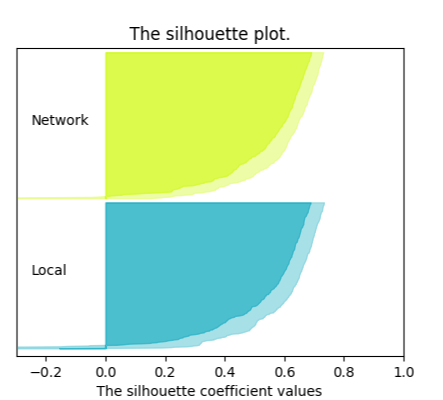 The silhouette plot.
Network
Local
−0.2 0.0 0.2 0.4 0.6 0.8 1.0
The silhouette coefficient values